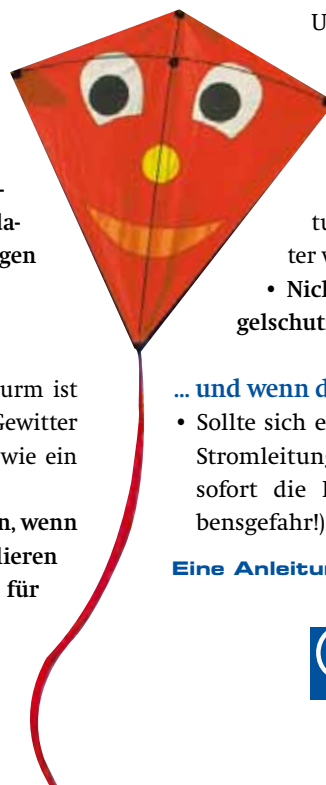 U
-
la-
gen
urm ist
Gewitter
wie ein
n, wenn
lieren
für
tu
ter v
• Nicl
gelschut
... und wenn d
• Sollte sich e
Stromleitung
sofort die
bensgefahr!)
Eine Anleitu